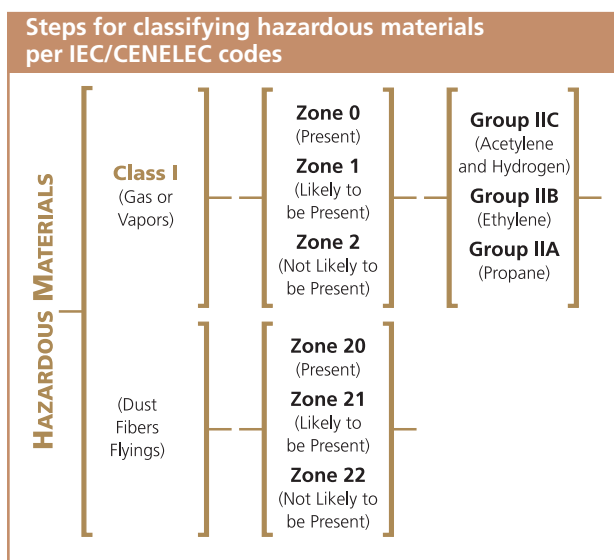 Steps for classifying hazardous materials
per IEC/CENELEC codes
HAZARDOUS MATERIALS
Class I
(Gas or
Vapors)
Zone 0
(Present)
Zone 1
(Likely to
be Present)
Zone 2
(Not Likely to
be Present)
Group IIC
(Acetylene
and Hydrogen)
Group IIB
(Ethylene)
Group IIA
(Propane)
(Dust
Fibers
Flyings)
Zone 20
(Present)
Zone 21
(Likely to
be Present)
Zone 22
(Not Likely to
be Present)